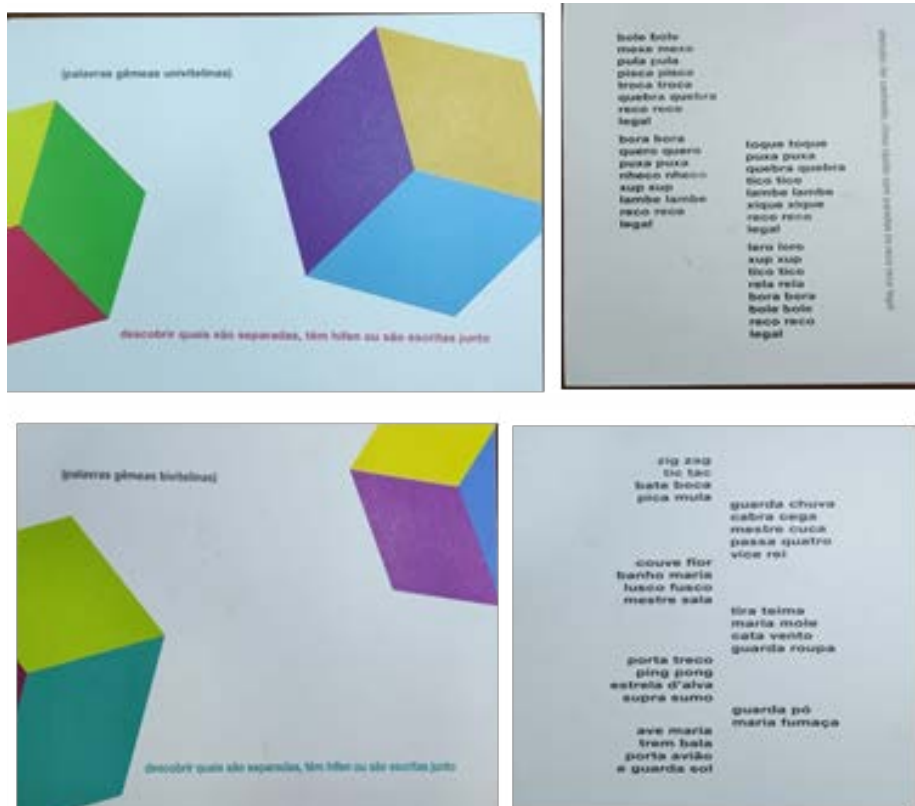 (palavras gêmeas univitelinas)
descobrir quais são separadas, têm hífen ou são escritas junto
bole bole
mexe mexe
pula pula
pisca pisca
troca troca
quebra quebra
reco reco
legal
bora bora
quero quero
puxa puxa
nheco nheco
xup xup
lambe lambe
reco reco
legal
toque toque
puxa puxa
quebra quebra
tico tico
lambe lambe
xique xique
reco reco
legal
lero lero
xup xup
tico tico
rela rela
bora bora
bole bole
reco reco
legal
(palavras gêmeas bivitelinas)
descobrir quais são separadas, têm hífen ou são escritas junto
zig zag
tic tac
bate boca
pica mula
guarda chuva
cabra cega
mestre cuca
passa quatro
vice rei
couve flor
banho maria
lusco fusco
mestre sala
tira teima
maria mole
cata vento
guarda roupa
porta treco
ping pong
estrela d'alva
supra sumo
guarda pó
maria fumaça
ave maria
trem bala
porta avião
e guarda sol